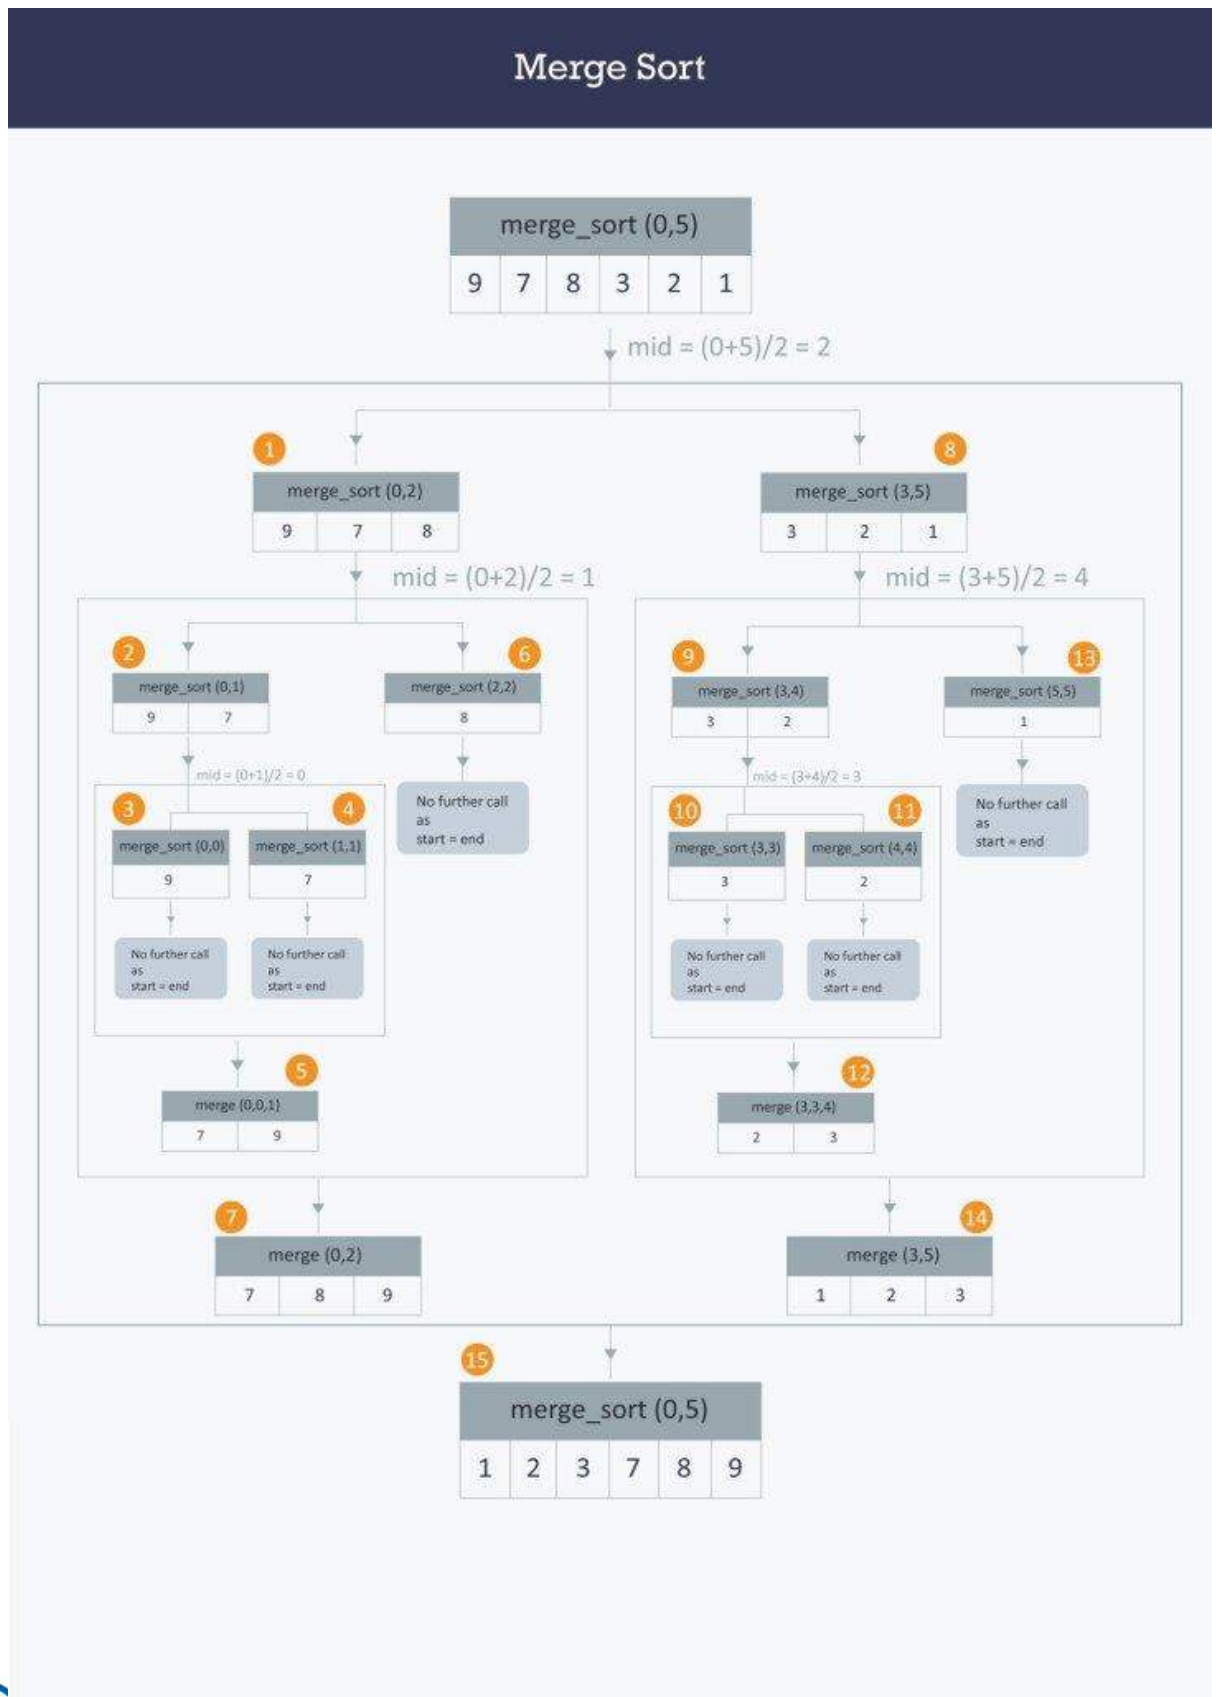 Merge Sort
merge_sort (0,5)
9 7 8 3 2 1
mid = (0+5)/2 = 2
1
8
merge_sort (0,2)
merge_sort (3,5)
9 7 8
3 2 1
mid = (0+2)/2 = 1
mid = (3+5)/2 = 4
2
6
9
13
merge_sort (0,1)
merge_sort (2,2)
merge_sort (3,4)
merge_sort (5,5)
9 7
8
3 2
1
mid = (0+1)/2 = 0
mid = (3+4)/2 = 3
No further call
as
start = end
No further call
as
start = end
3
4
10
11
merge_sort (0,0)
merge_sort (1,1)
merge_sort (3,3)
merge_sort (4,4)
9
7
3
2
No further call
as
start = end
No further call
as
start = end
No further call
as
start = end
No further call
as
start = end
5
12
merge (0,0,1)
merge (3,3,4)
7 9
2 3
7
14
merge (0,2)
merge (3,5)
7 8 9
1 2 3
15
merge_sort (0,5)
1 2 3 7 8 9